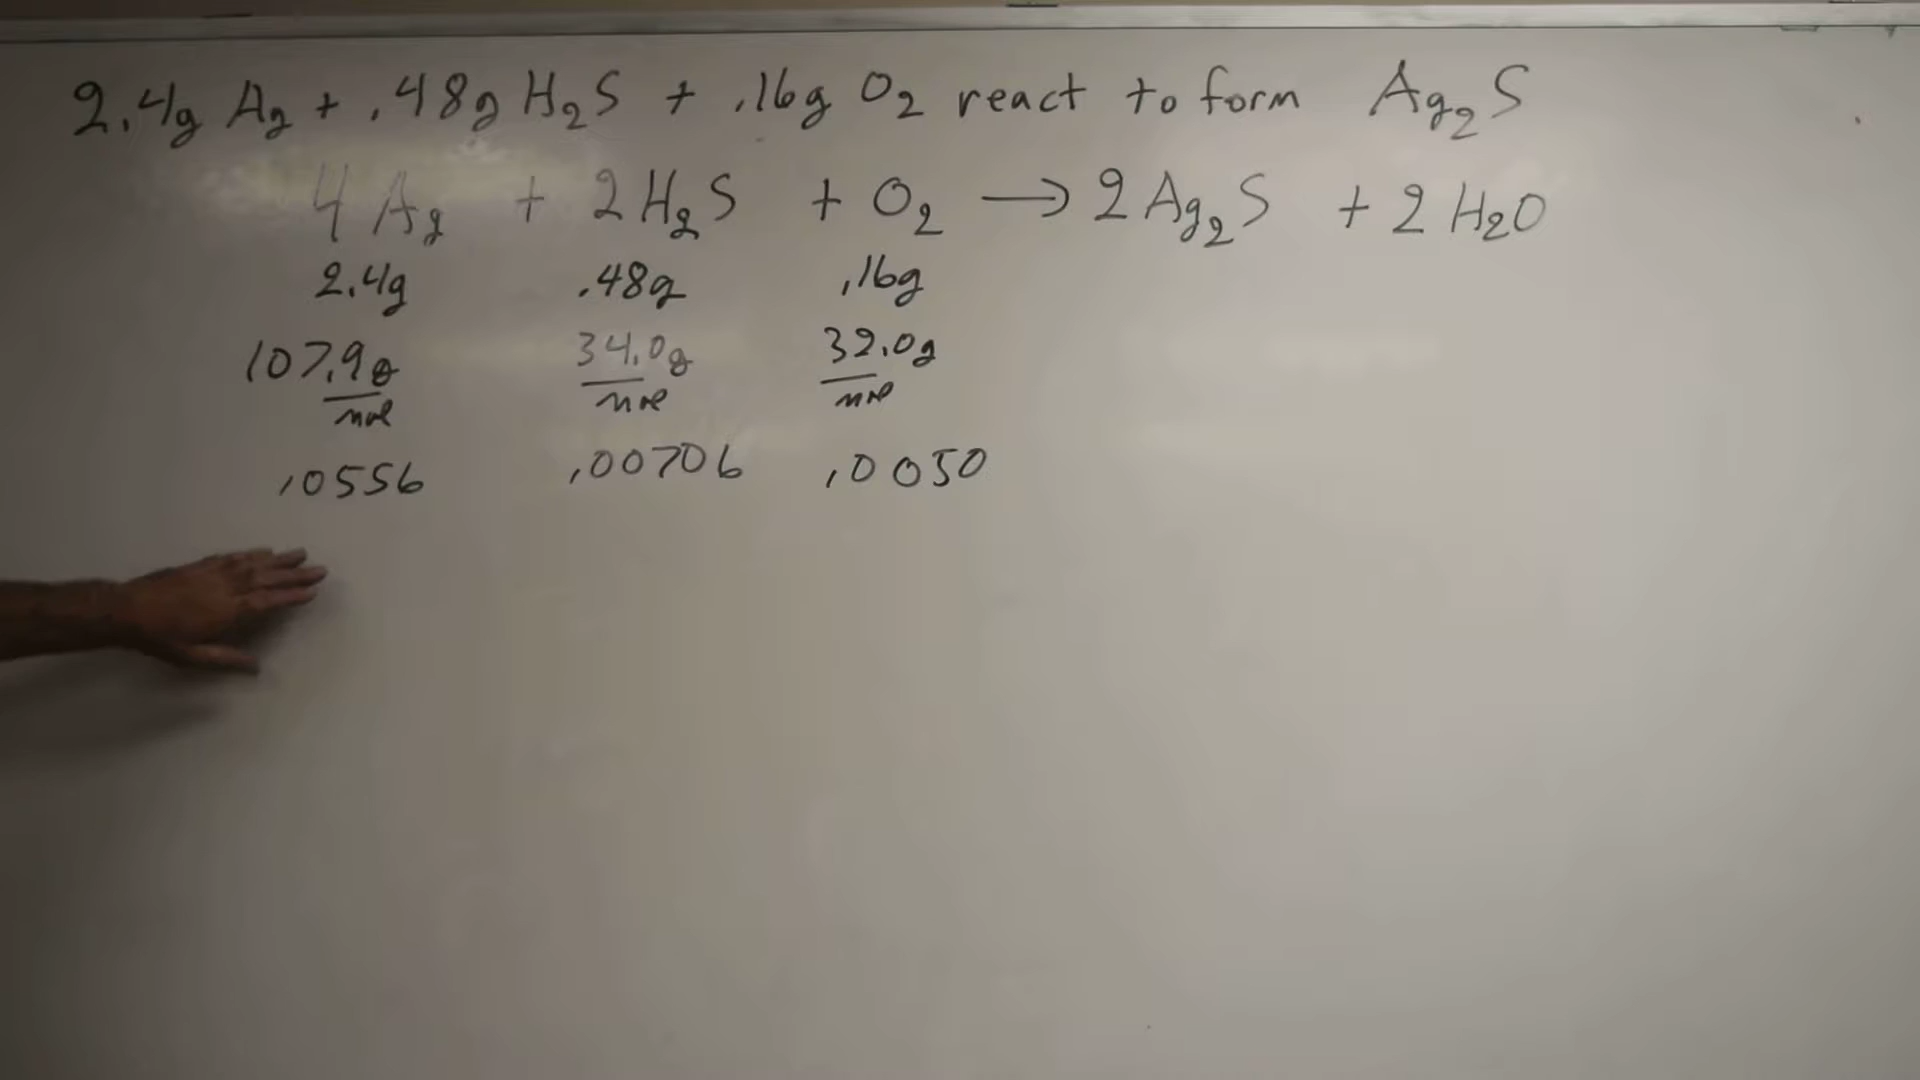 2.4g Ag + .48g H2S + .16g O2 react to form Ag2S
4 Ag + 2 H2S + O2 → 2 Ag2S + 2 H2O
2.4g .48g .16g
107.9g/mol 34.0g/mol 32.0g/mol
.0556 .00706 .0050